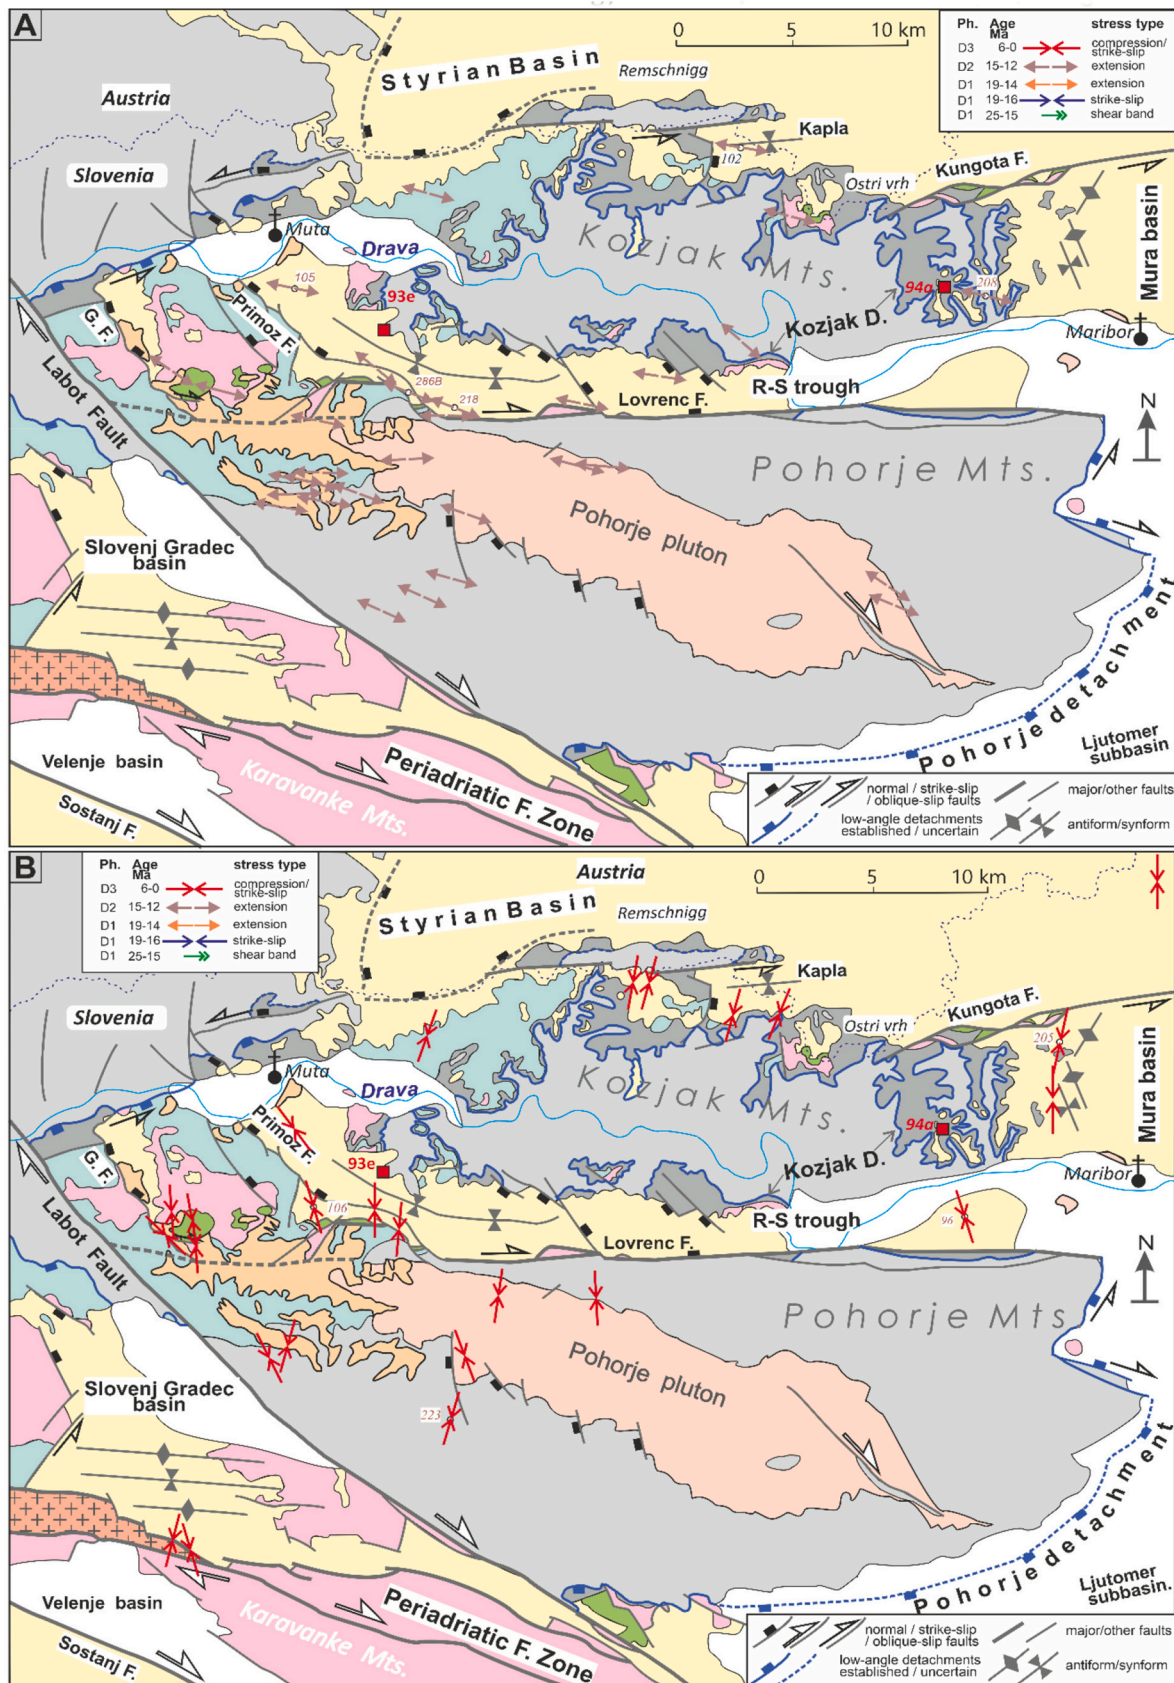 A
0 5 10 km
Ph. Age Ma stress type
D3 6-0 compression/ strike-slip
D2 15-12 extension
D1 19-14 extension
D1 19-16 strike-slip
D1 25-15 shear band
Styrian Basin
Remschnigg
Austria
Kapla
102
Slovenia
Kungota F.
Ostri vrh
Mura basin
Muta
Drava
Kozjak Mts.
105
93e
94a
208
G. F.
Primoz F.
Kozjak D.
Maribor
Labot Fault
286B
218
R-S trough
Lovrenc F.
N
Pohorje Mts.
Pohorje pluton
Slovenj Gradec
basin
Pohorje detachment
Ljutomer
subbasin
Velenje basin
Karavanke Mts.
Periadriatic F. Zone
Sostanj F.
normal / strike-slip
/ oblique-slip faults
major/other faults
low-angle detachments
established / uncertain
antiform/synform
B
Ph. Age Ma stress type
D3 6-0 compression/ strike-slip
D2 15-12 extension
D1 19-14 extension
D1 19-16 strike-slip
D1 25-15 shear band
Austria
0 5 10 km
Styrian Basin
Remschnigg
Kapla
Slovenia
Kungota F.
Ostri vrh
205
Mura basin
Muta
Drava
Kozjak Mts.
Primoz F.
93e
94a
G. F.
Kozjak D.
Maribor
106
Labot Fault
R-S trough
96
Lovrenc F.
N
Pohorje Mts
Pohorje pluton
Slovenj Gradec
basin
223
Pohorje detachment
Ljutomer
subbasin.
Velenje basin
Karavanke Mts.
Periadriatic F. Zone
Sostanj F.
normal / strike-slip
/ oblique-slip faults
major/other faults
low-angle detachments
established / uncertain
antiform/synform